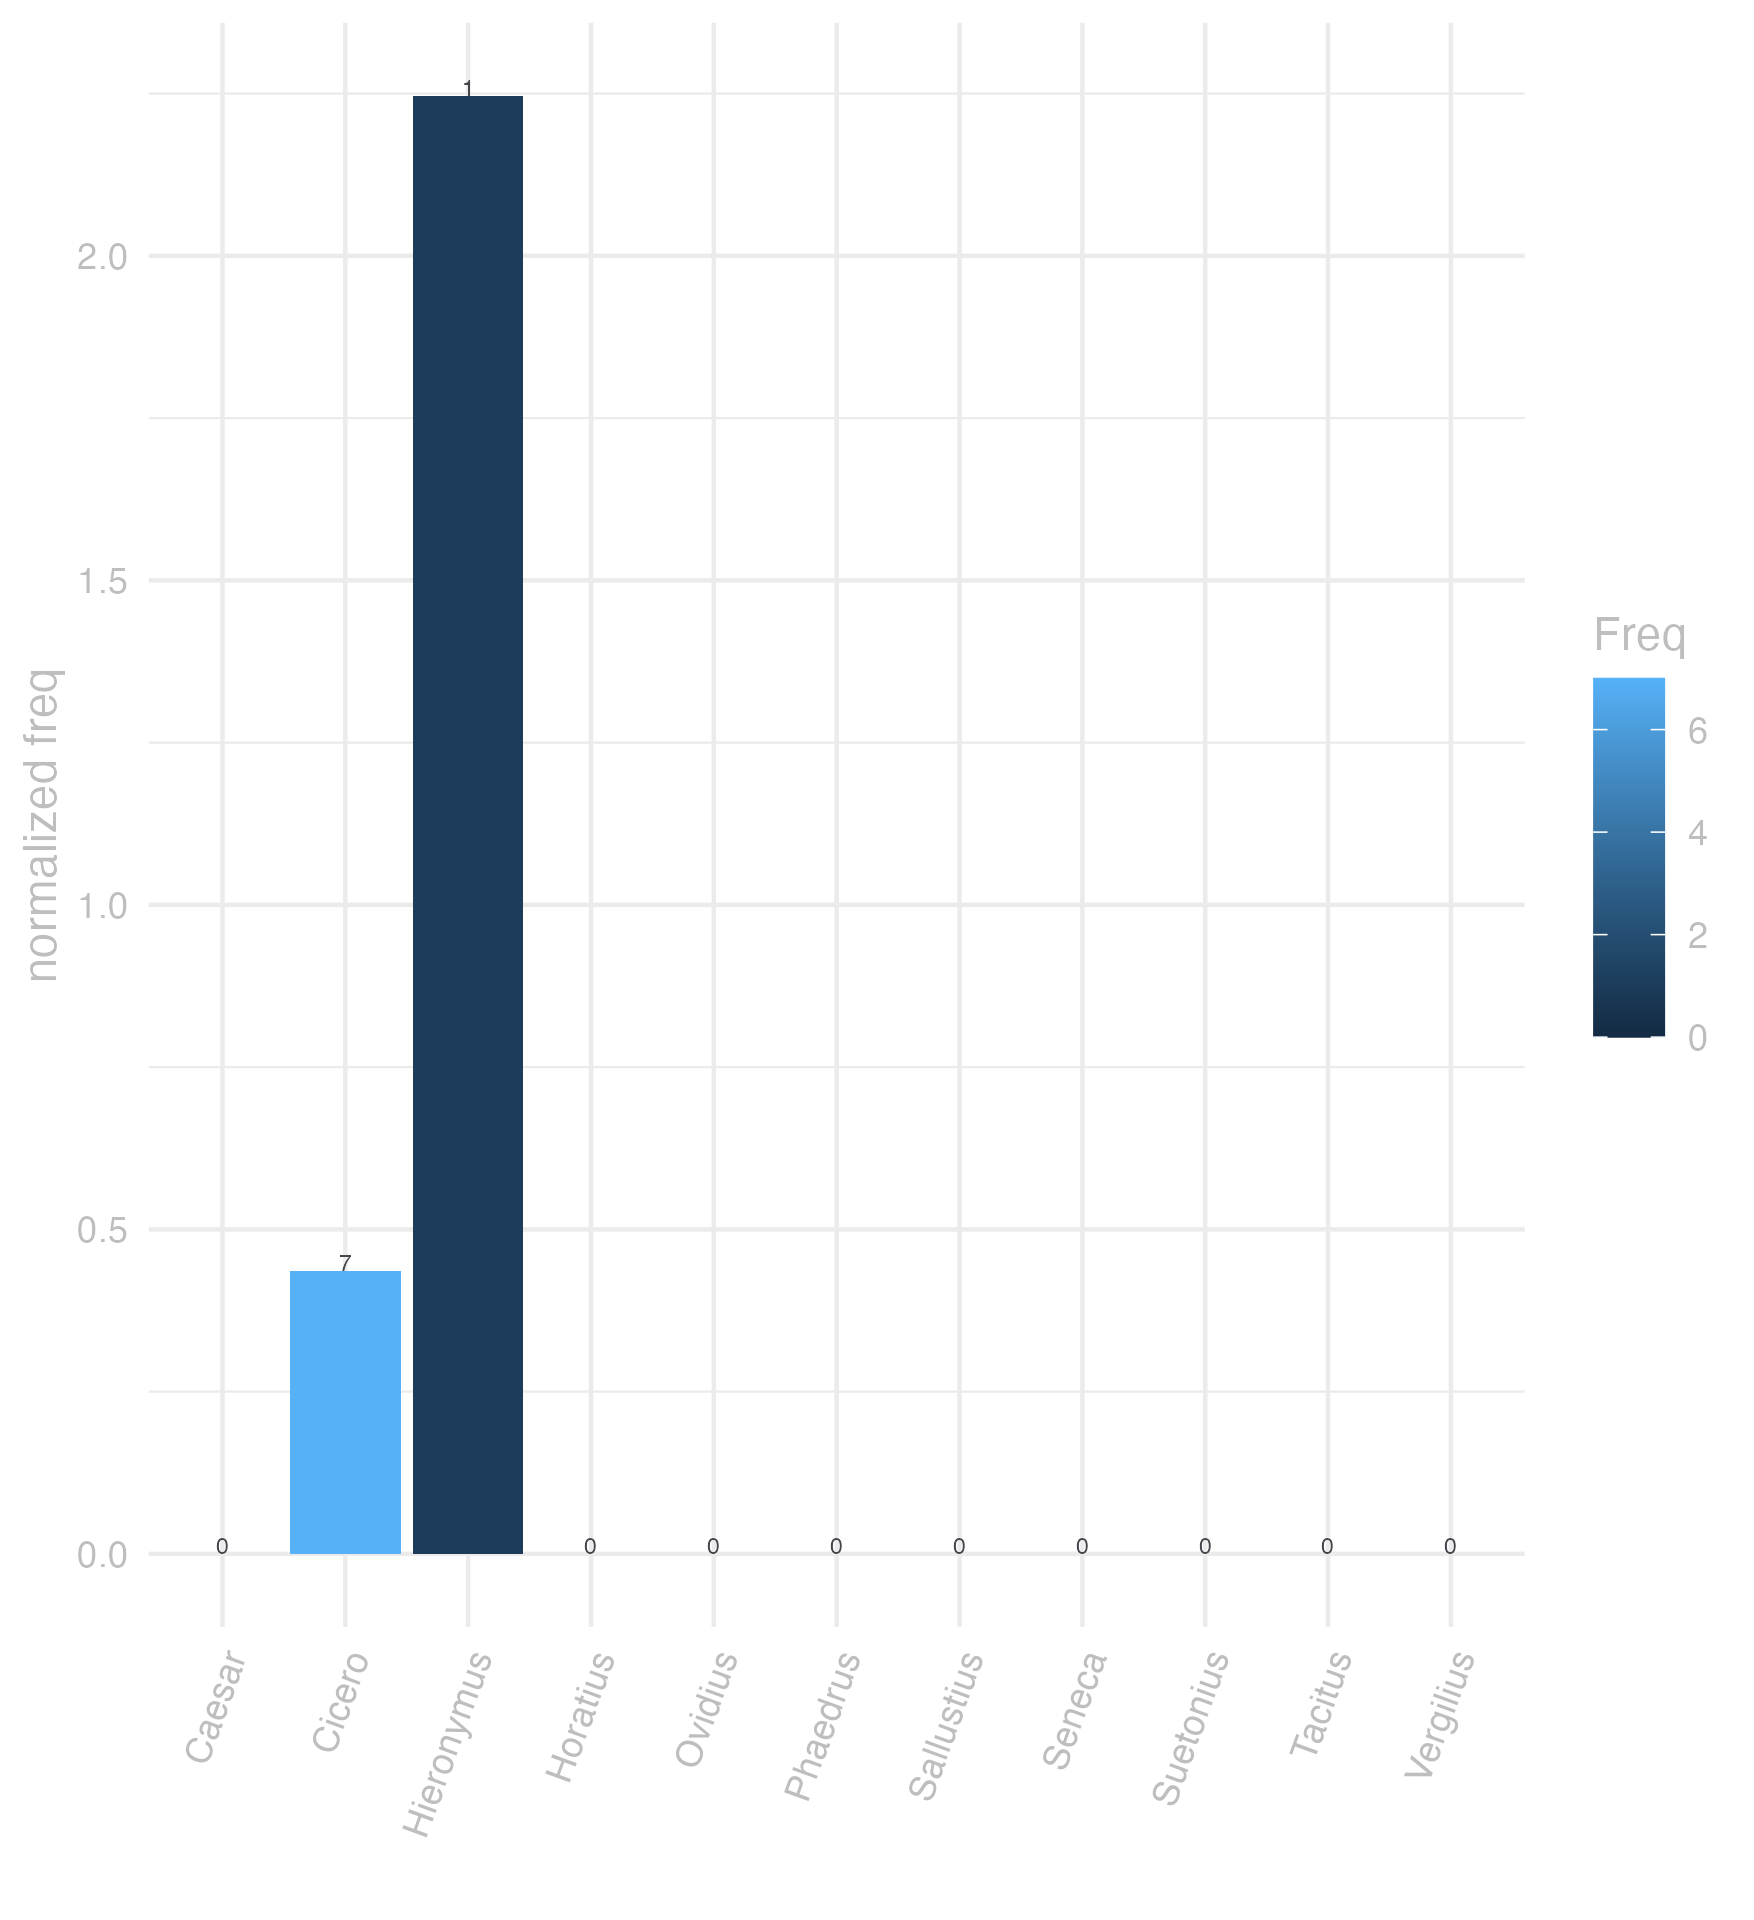 1
2.0
1.5
Freq
6
4
2
0
normalized freq
1.0
0.5
7
0.0
0
0
0
0
0
0
0
0
0
Caesar
Cicero
Hieronymus
Horatius
Ovidius
Phaedrus
Sallustius
Seneca
Suetonius
Tacitus
Vergilius